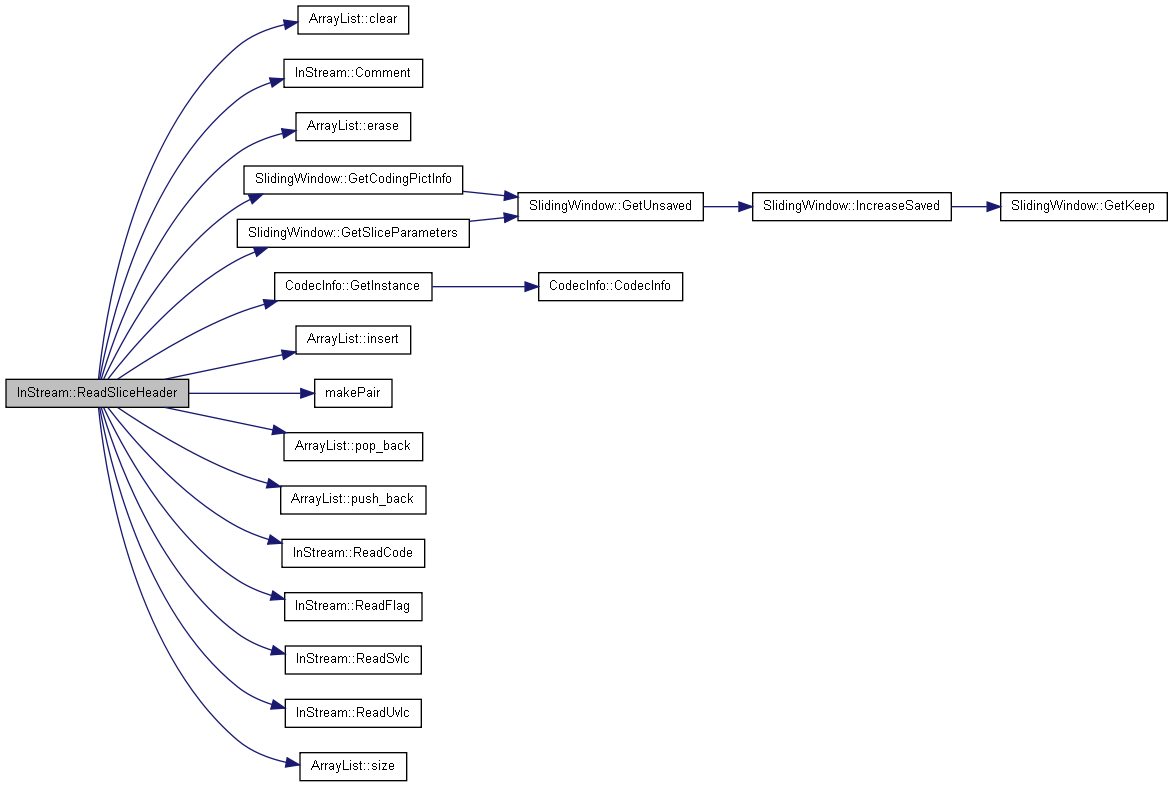 ArrayList::clear
InStream::Comment
ArrayList::erase
SlidingWindow::GetCodingPictInfo
SlidingWindow::GetUnsaved
SlidingWindow::IncreaseSaved
SlidingWindow::GetKeep
SlidingWindow::GetSliceParameters
CodecInfo::GetInstance
CodecInfo::CodecInfo
ArrayList::insert
InStream::ReadSliceHeader
makePair
ArrayList::pop_back
ArrayList::push_back
InStream::ReadCode
InStream::ReadFlag
InStream::ReadSvlc
InStream::ReadUvlc
ArrayList::size